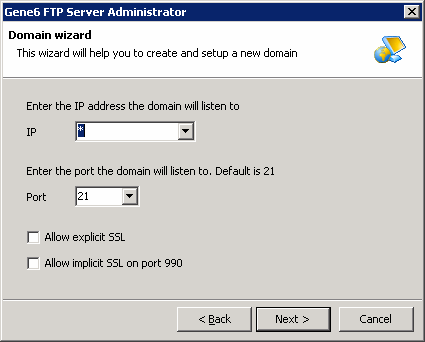 Gene6 FTP Server Administrator
Domain wizard
This wizard will help you to create and setup a new domain
Enter the IP address the domain will listen to
IP
*
Enter the port the domain will listen to. Default is 21
Port
21
Allow explicit SSL
Allow implicit SSL on port 990
< Back
Next >
Cancel